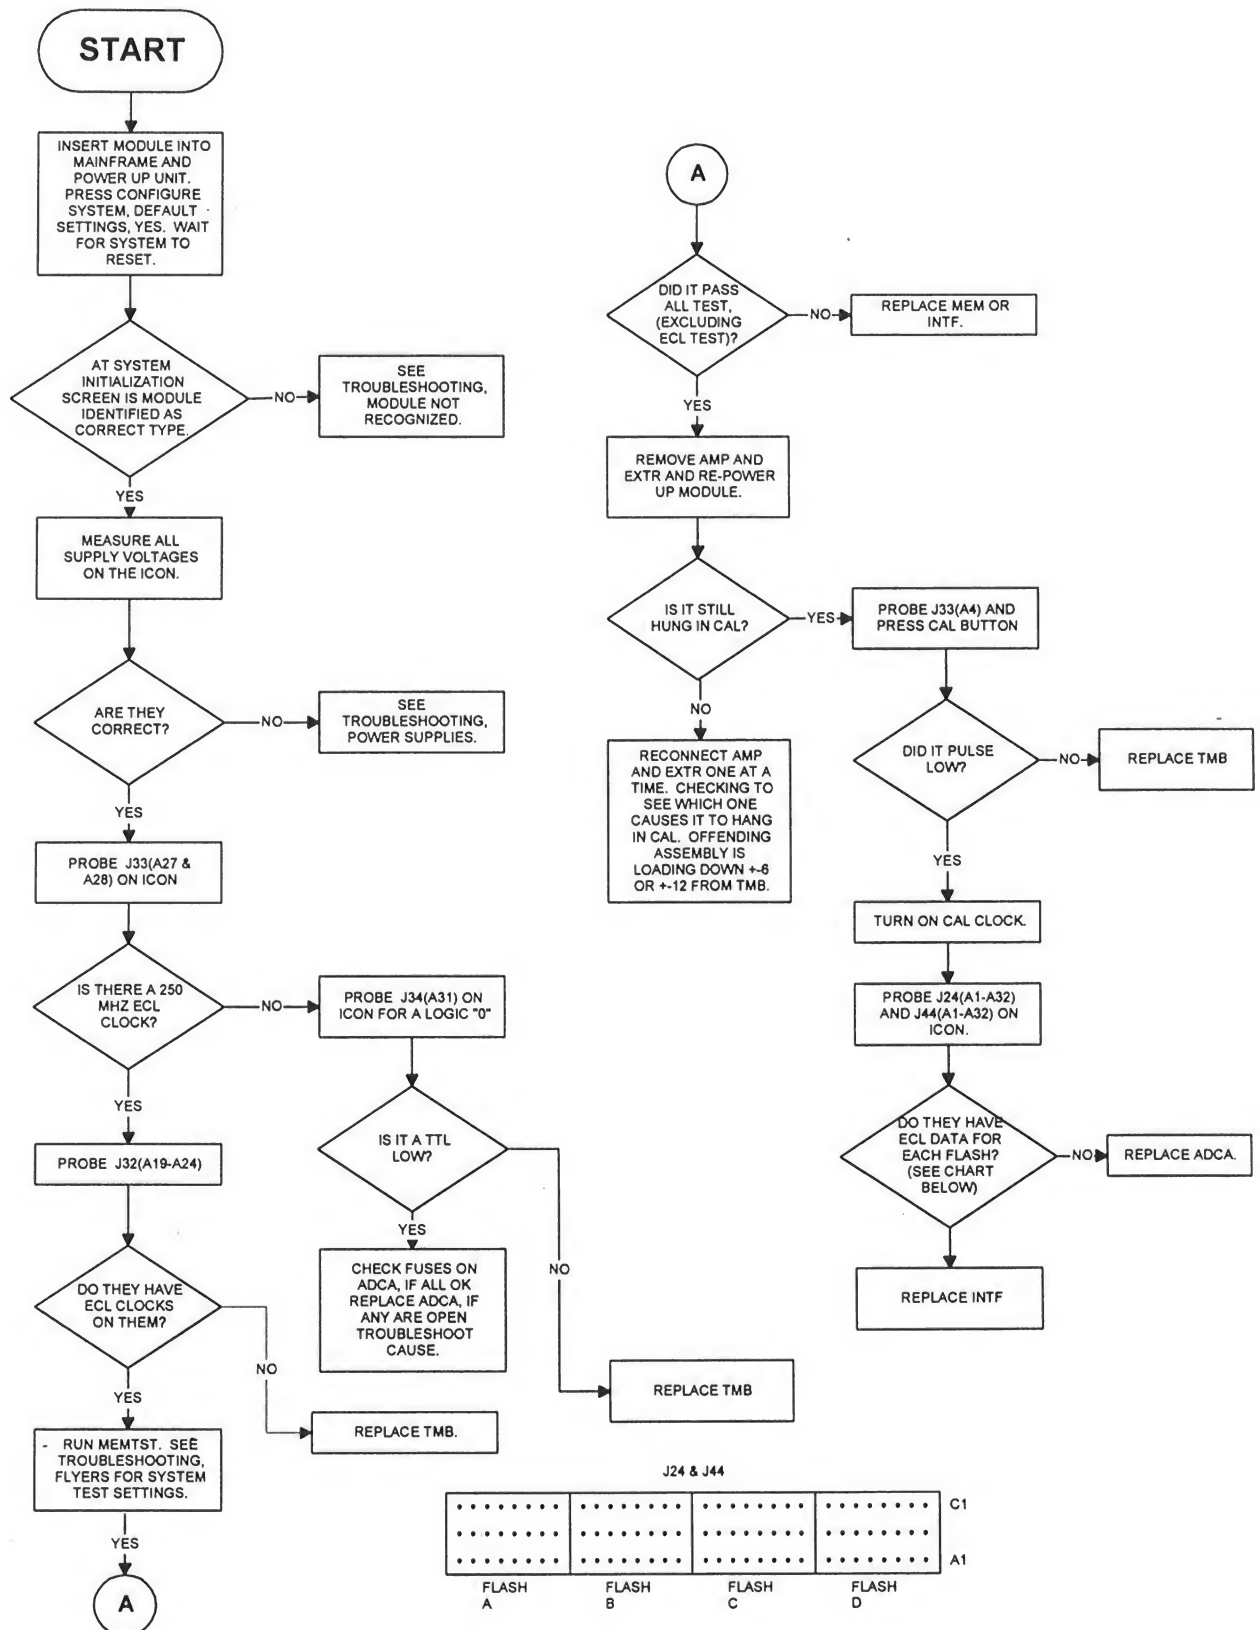 START
INSERT MODULE INTO
MAINFRAME AND
POWER UP UNIT.
PRESS CONFIGURE
SYSTEM, DEFAULT
SETTINGS, YES. WAIT
FOR SYSTEM TO
RESET.
AT SYSTEM
INITIALIZATION
SCREEN IS MODULE
IDENTIFIED AS
CORRECT TYPE.
NO
SEE
TROUBLESHOOTING,
MODULE NOT
RECOGNIZED.
YES
MEASURE ALL
SUPPLY VOLTAGES
ON THE ICON.
ARE THEY
CORRECT?
NO
SEE
TROUBLESHOOTING,
POWER SUPPLIES.
YES
PROBE J33(A27 &
A28) ON ICON
IS THERE A 250
MHZ ECL
CLOCK?
NO
PROBE J34(A31) ON
ICON FOR A LOGIC "0"
YES
IS IT A TTL
LOW?
YES
CHECK FUSES ON
ADCA, IF ALL OK
REPLACE ADCA, IF
ANY ARE OPEN
TROUBLESHOOT
CAUSE.
NO
REPLACE TMB
PROBE J32(A19-A24)
DO THEY HAVE
ECL CLOCKS
ON THEM?
NO
REPLACE TMB.
YES
RUN MEMTST. SEE
TROUBLESHOOTING,
FLYERS FOR SYSTEM
TEST SETTINGS.
YES
A
A
DID IT PASS
ALL TEST,
(EXCLUDING
ECL TEST)?
NO
REPLACE MEM OR
INTF.
YES
REMOVE AMP AND
EXTR AND RE-POWER
UP MODULE.
IS IT STILL
HUNG IN CAL?
YES
PROBE J33(A4) AND
PRESS CAL BUTTON
NO
RECONNECT AMP
AND EXTR ONE AT A
TIME. CHECKING TO
SEE WHICH ONE
CAUSES IT TO HANG
IN CAL. OFFENDING
ASSEMBLY IS
LOADING DOWN +-6
OR +-12 FROM TMB.
DID IT PULSE
LOW?
NO
REPLACE TMB
YES
TURN ON CAL CLOCK.
PROBE J24(A1-A32)
AND J44(A1-A32) ON
ICON.
DO THEY HAVE
ECL DATA FOR
EACH FLASH?
(SEE CHART
BELOW)
NO
REPLACE ADCA.
REPLACE INTF
J24 & J44
C1
A1
FLASH
A
FLASH
B
FLASH
C
FLASH
D